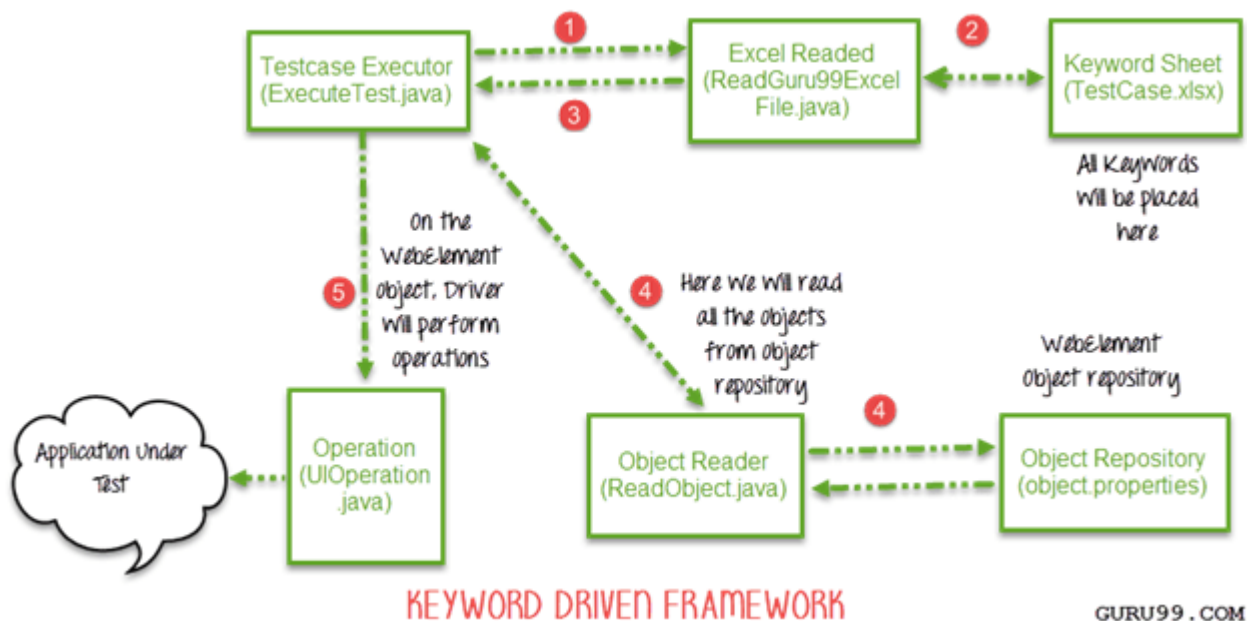 1
2
3
4
4
5
Testcase Executor
(ExecuteTest.java)
Excel Readed
(ReadGuru99Excel
File.java)
Keyword Sheet
(TestCase.xlsx)
All Keywords
Will be placed
here
On the
WebElement
object, Driver
Will perform
operations
Here We Will read
all the objects
from object
repository
WebElement
Object repository
Application Under
Test
Operation
(UIOperation
.java)
Object Reader
(ReadObject.java)
Object Repository
(object.properties)
KEYWORD DRIVEN FRAMEWORK
GURU99.COM